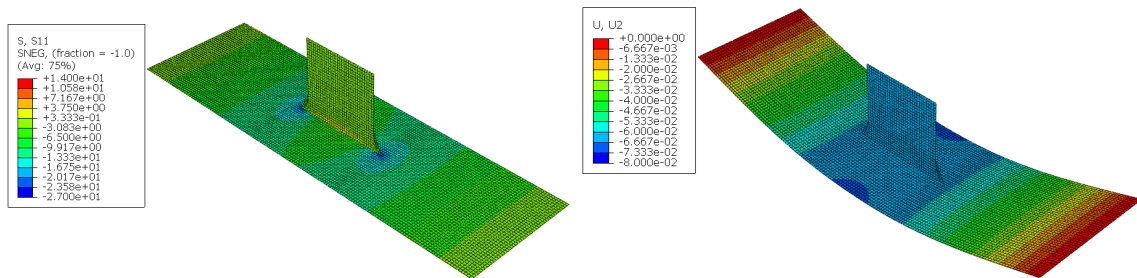 S, S11
SNEG, (fraction = -1.0)
(Avg: 75%)
+1.400e+01
+1.058e+01
+7.167e+00
+3.750e+00
+3.333e-01
-3.083e+00
-6.500e+00
-9.917e+00
-1.333e+01
-1.675e+01
-2.017e+01
-2.358e+01
-2.700e+01
U, U2
+0.000e+00
-6.667e-03
-1.333e-02
-2.000e-02
-2.667e-02
-3.333e-02
-4.000e-02
-4.667e-02
-5.333e-02
-6.000e-02
-6.667e-02
-7.333e-02
-8.000e-02